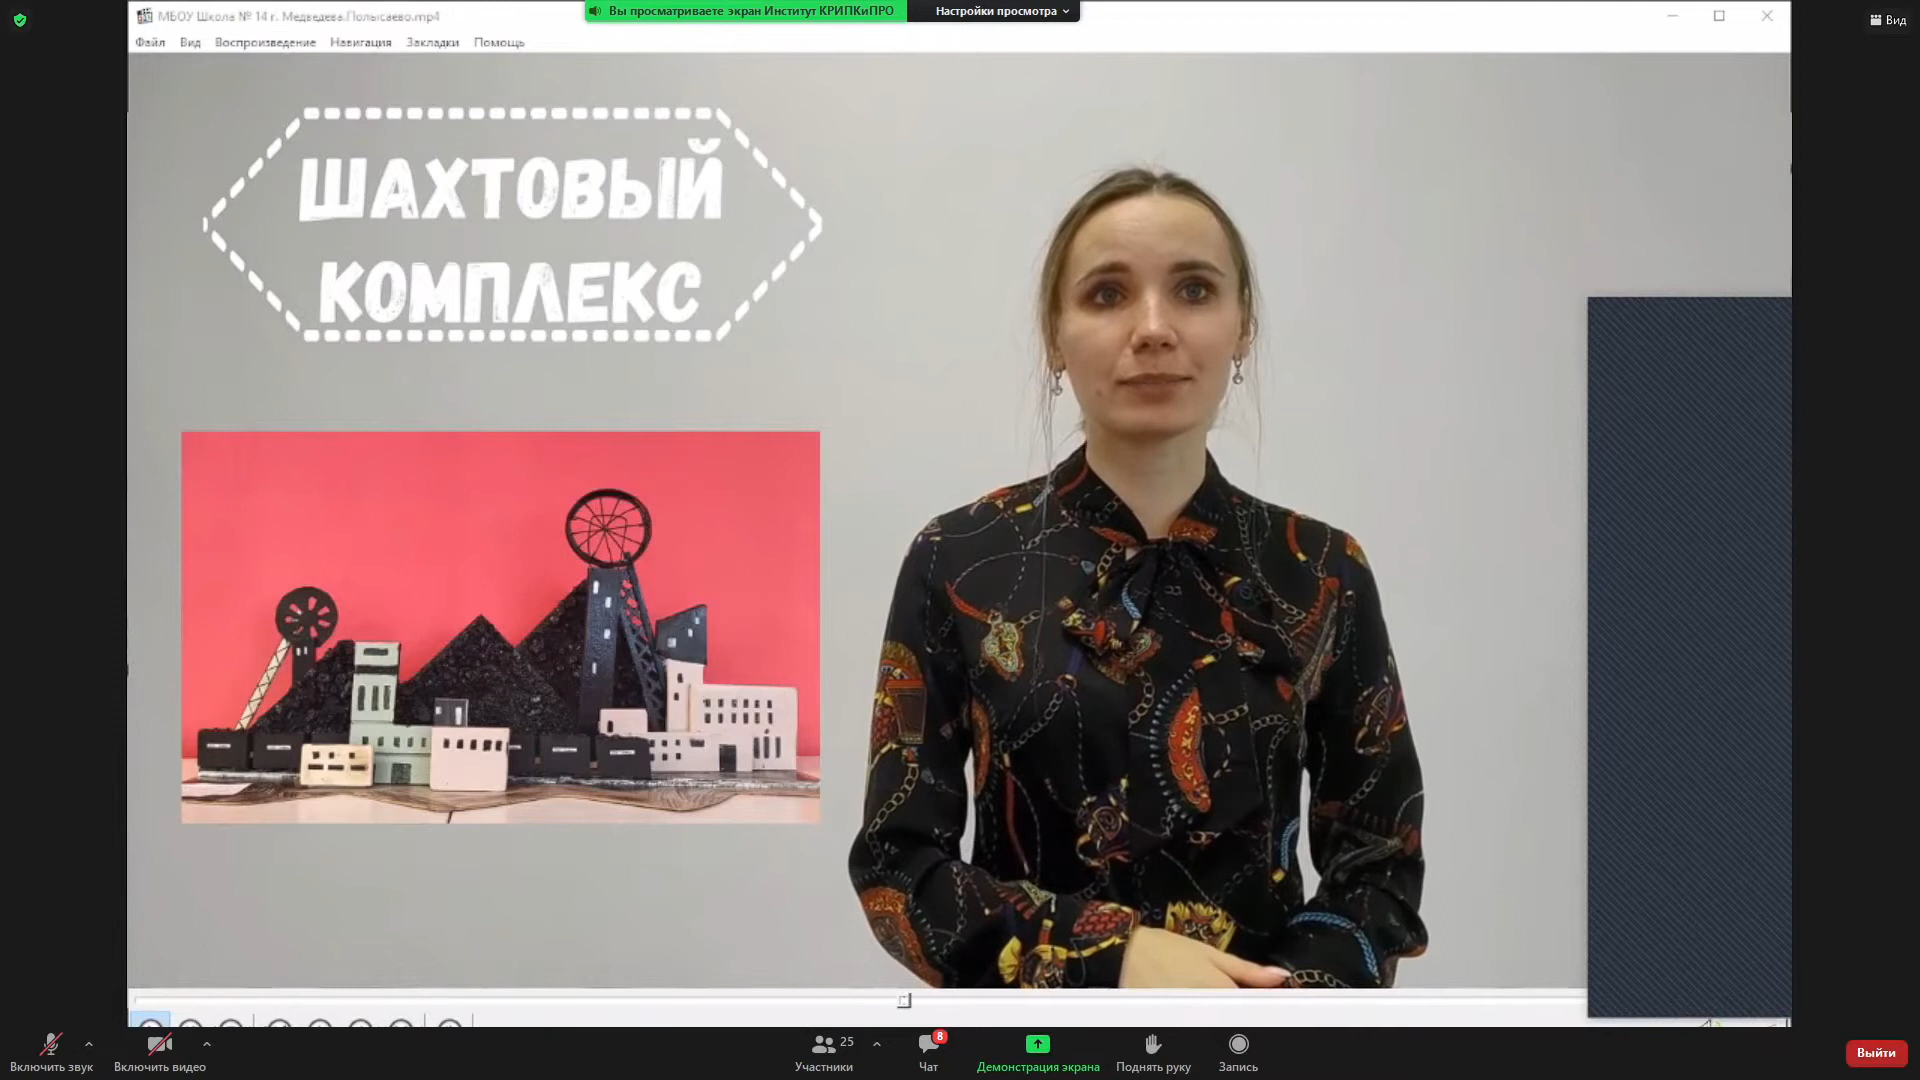 МБОУ Школа № 14 г. Медведева.Полысаево.mp4
Вы просматриваете экран Институт КРИПКиПРО
Настройки просмотра
Вид
Файл Вид Воспроизведение Навигация Закладки Помощь
ШАХТОВЫЙ
КОМПЛЕКС
Включить звук
Включить видео
25
Участники
8
Чат
Демонстрация экрана
Поднять руку
Запись
Выйти